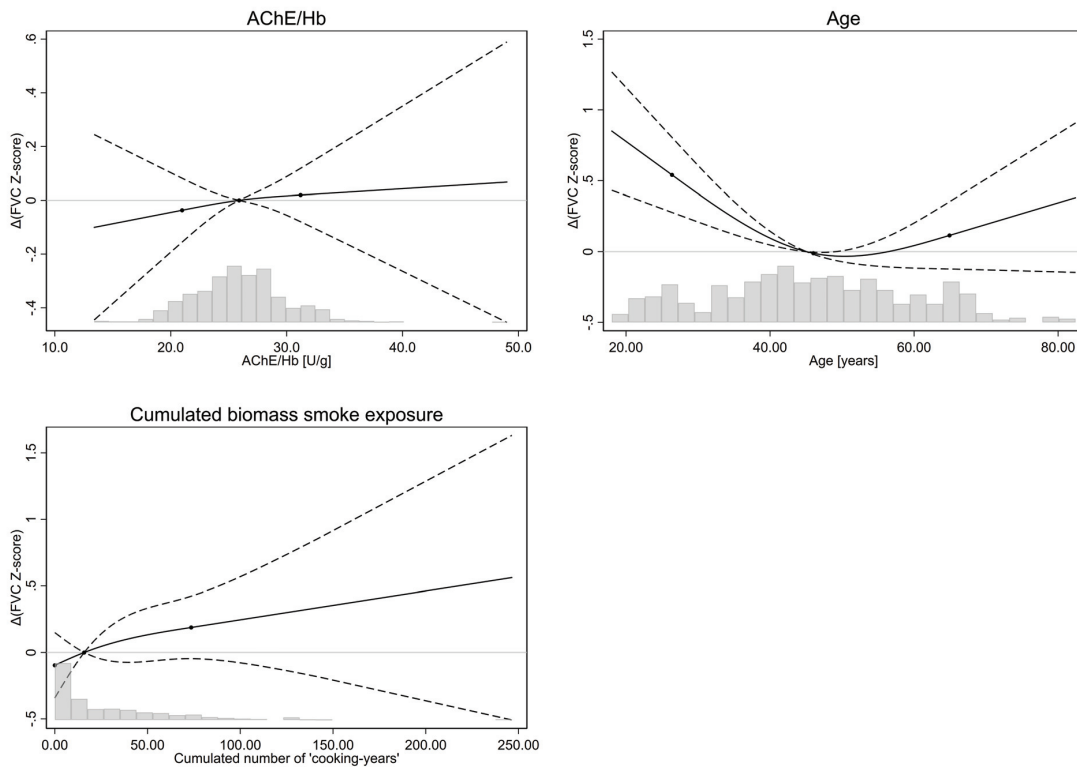 AChE/Hb
Δ(FVC Z-score)
.6
.4
.2
0
-.2
-.4
10.0 20.0 30.0 40.0 50.0
AChE/Hb [U/g]
Age
Δ(FVC Z-score)
1.5
1
.5
0
-.5
20.00 40.00 60.00 80.00
Age [years]
Cumulated biomass smoke exposure
Δ(FVC Z-score)
1.5
1
.5
0
-.5
0.00 50.00 100.00 150.00 200.00 250.00
Cumulated number of 'cooking-years'